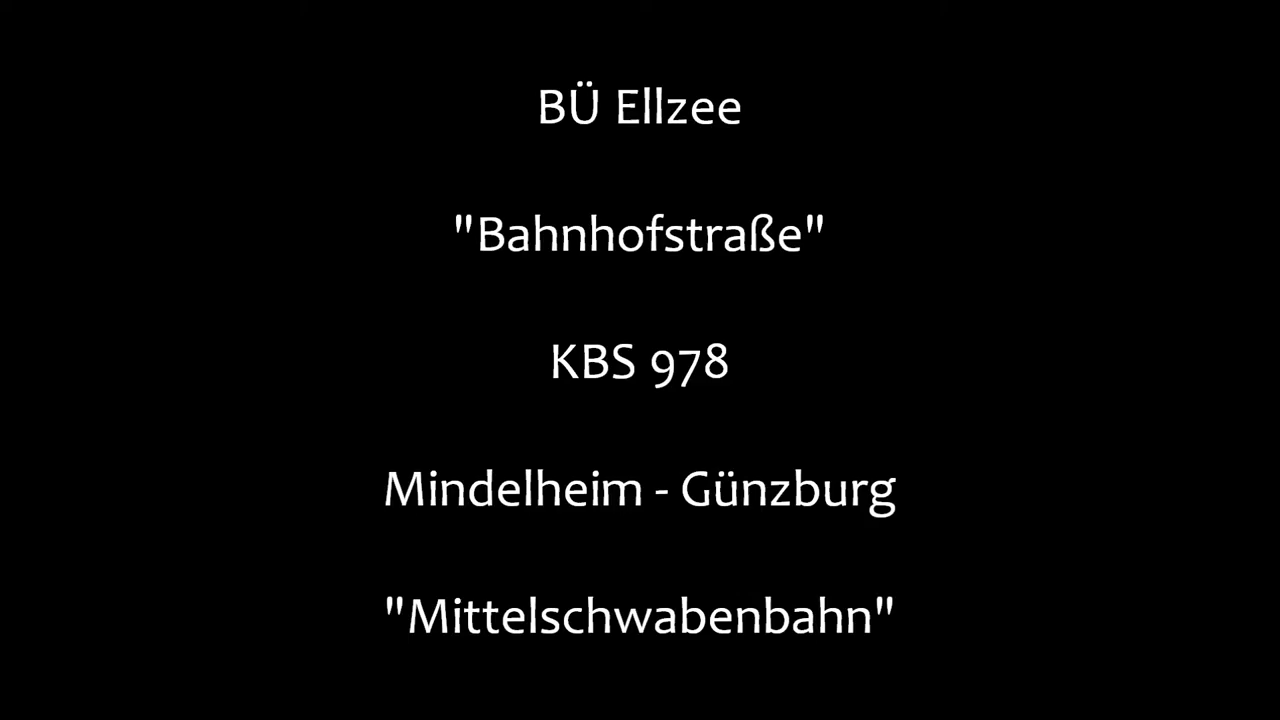 BÜ Ellzee
"Bahnhofstraße"
KBS 978
Mindelheim - Günzburg
"Mittelschwabenbahn"